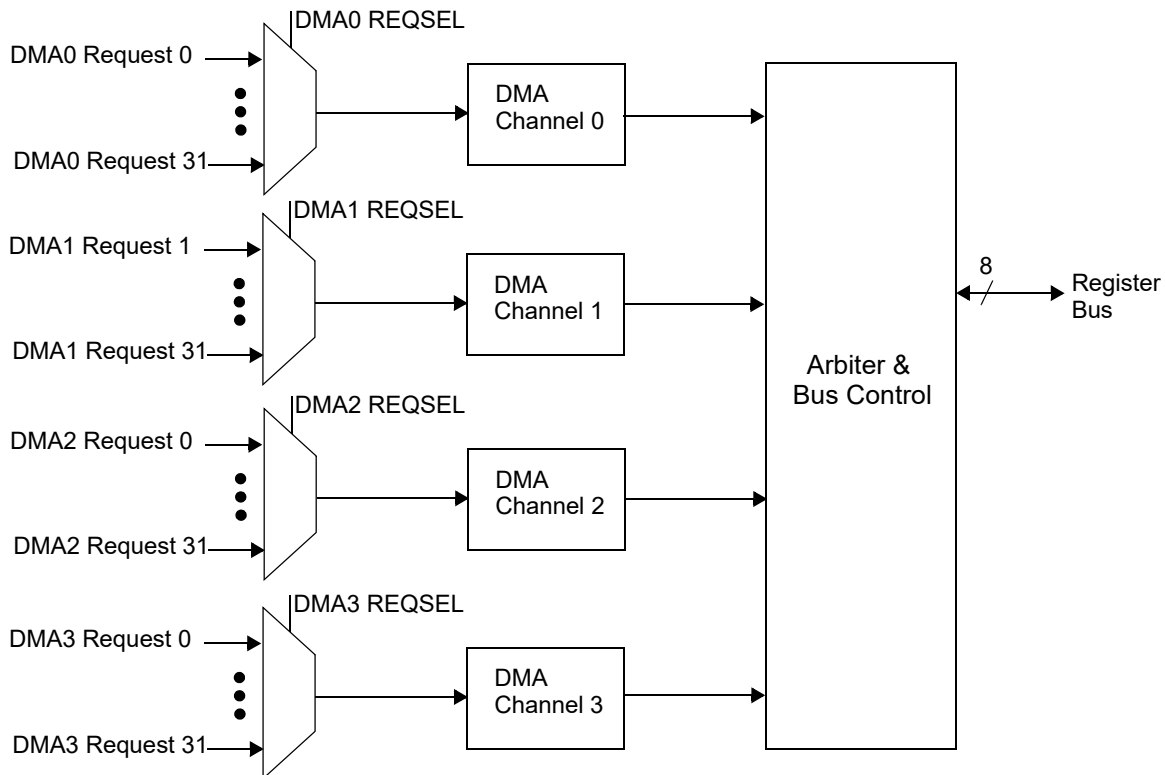 DMA0 REQSEL
DMA0 Request 0
DMA
Channel 0
DMA0 Request 31
DMA1 REQSEL
DMA1 Request 1
DMA
Channel 1
DMA1 Request 31
8
Register
Bus
Arbiter &
Bus Control
DMA2 REQSEL
DMA2 Request 0
DMA
Channel 2
DMA2 Request 31
DMA3 REQSEL
DMA3 Request 0
DMA
Channel 3
DMA3 Request 31